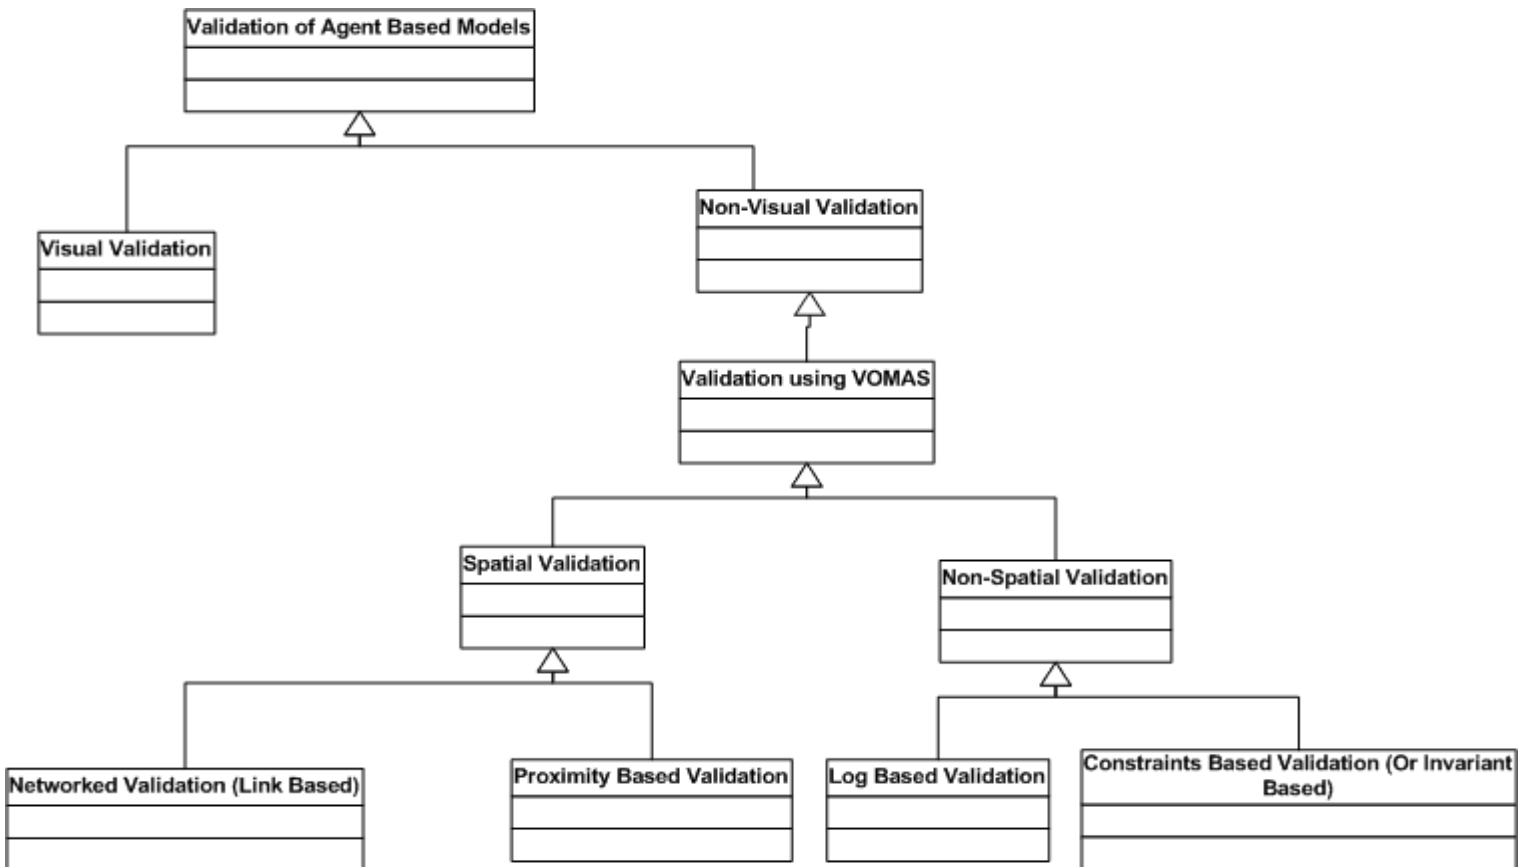 Validation of Agent Based Models
Non-Visual Validation
Visual Validation
Validation using VOMAS
Spatial Validation
Non-Spatial Validation
Networked Validation (Link Based)
Proximity Based Validation
Log Based Validation
Constraints Based Validation (Or Invariant
Based)